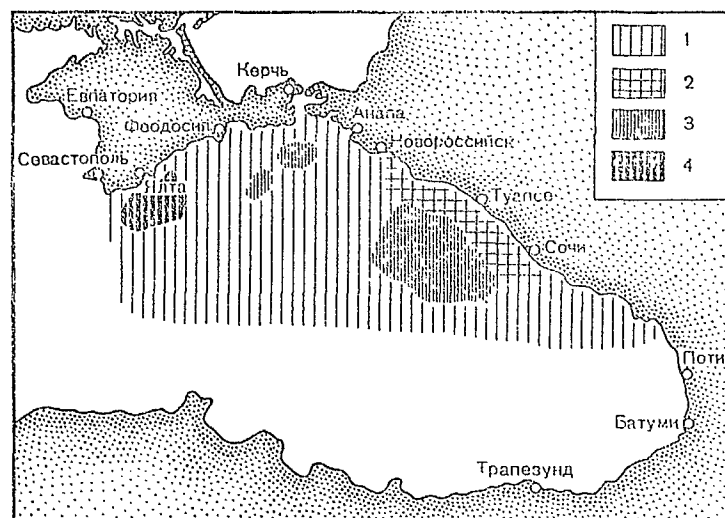 1
2
3
4
Керчь
Евпатория
Анапа
Феодосия
Новороссийск
Севастополь
Ялта
Туапсе
Сочи
Поти
Батуми
Трапезунд